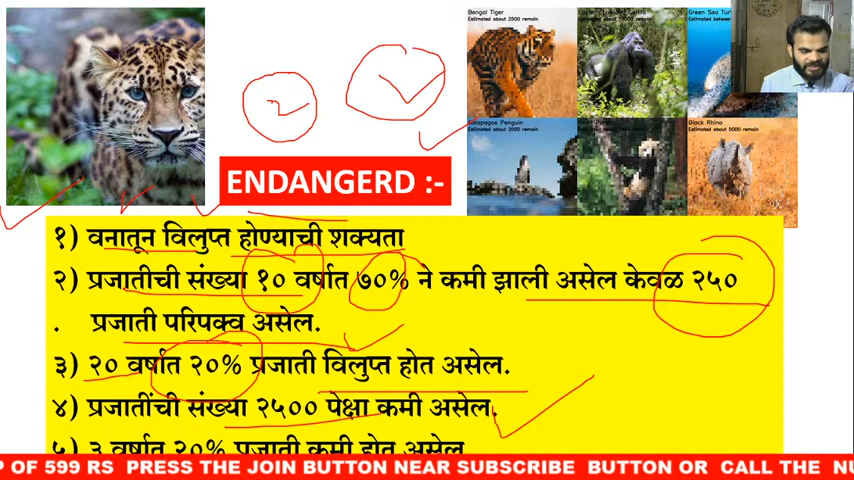 Bengal Tiger
Estimated about 2500 remain
Green Sea Tur
Estimated between
Galapagos Penguin
Estimated about 2000 remain
Black Rhino
Estimated about 5000 remain
ENDANGERD :-
१) वनातून विलुप्त होण्याची शक्यता
२) प्रजातीची संख्या १० वर्षात ७०% ने कमी झाली असेल केवळ २५०
. प्रजाती परिपक्व असेल.
३) २० वर्षात २०% प्रजाती विलुप्त होत असेल.
४) प्रजातींची संख्या २५०० पेक्षा कमी असेल.
५) ३ वर्षात २०% प्रजाती कमी होत असेल
P OF 599 RS PRESS THE JOIN BUTTON NEAR SUBSCRIBE BUTTON OR CALL THE NU